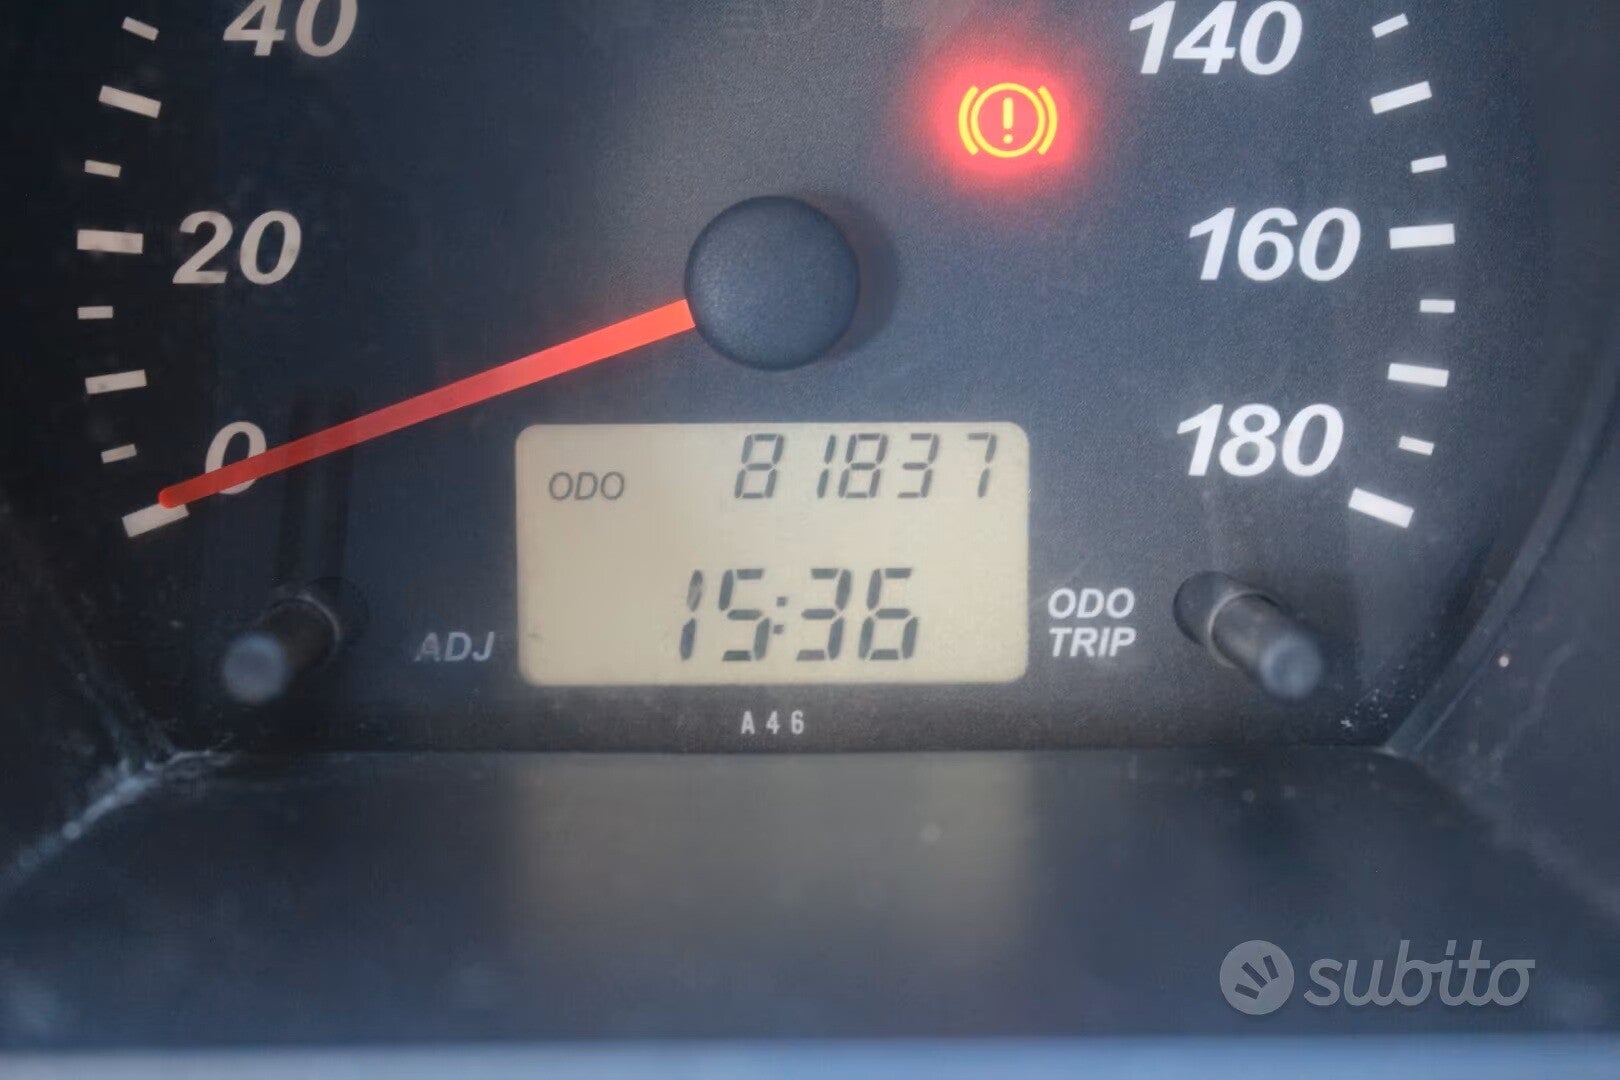 40
140
20
160
0
180
ODO 81837
15:36
ADJ
ODO
TRIP
A46
subito